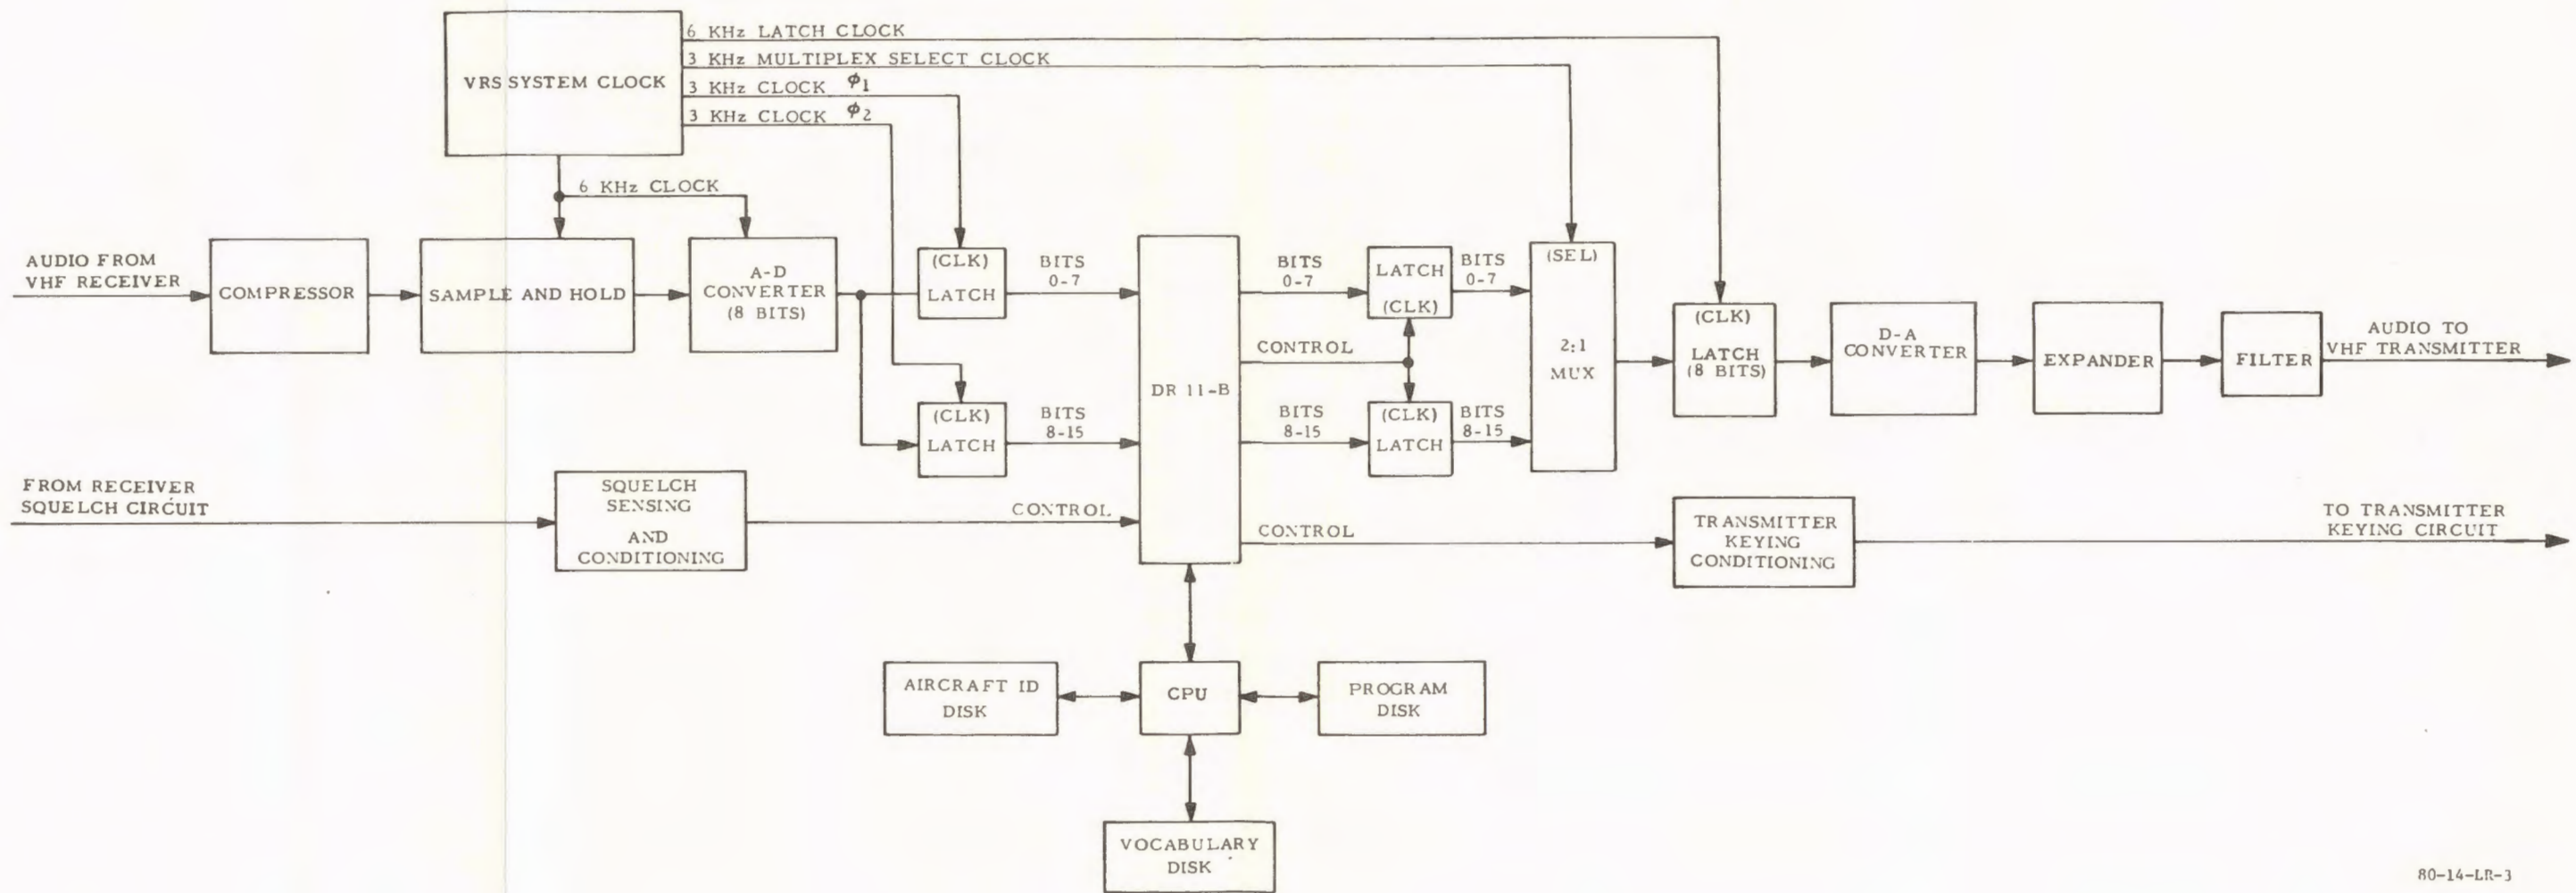 6 KHz LATCH CLOCK
3 KHz MULTIPLEX SELECT CLOCK
VRS SYSTEM CLOCK
3 KHz CLOCK ϕ1
3 KHz CLOCK ϕ2
6 KHz CLOCK
AUDIO FROM
VHF RECEIVER
COMPRESSOR
SAMPLE AND HOLD
A-D
CONVERTER
(8 BITS)
(CLK)
LATCH
BITS
0-7
(CLK)
LATCH
BITS
8-15
DR 11-B
BITS
0-7
CONTROL
BITS
8-15
LATCH
(CLK)
BITS
0-7
(CLK)
LATCH
BITS
8-15
(SEL)
2:1
MUX
(CLK)
LATCH
(8 BITS)
D-A
CONVERTER
EXPANDER
FILTER
AUDIO TO
VHF TRANSMITTER
FROM RECEIVER
SQUELCH CIRCUIT
SQUELCH
SENSING
AND
CONDITIONING
CONTROL
CONTROL
TRANSMITTER
KEYING
CONDITIONING
TO TRANSMITTER
KEYING CIRCUIT
AIRCRAFT ID
DISK
CPU
PROGRAM
DISK
VOCABULARY
DISK
80-14-LR-3